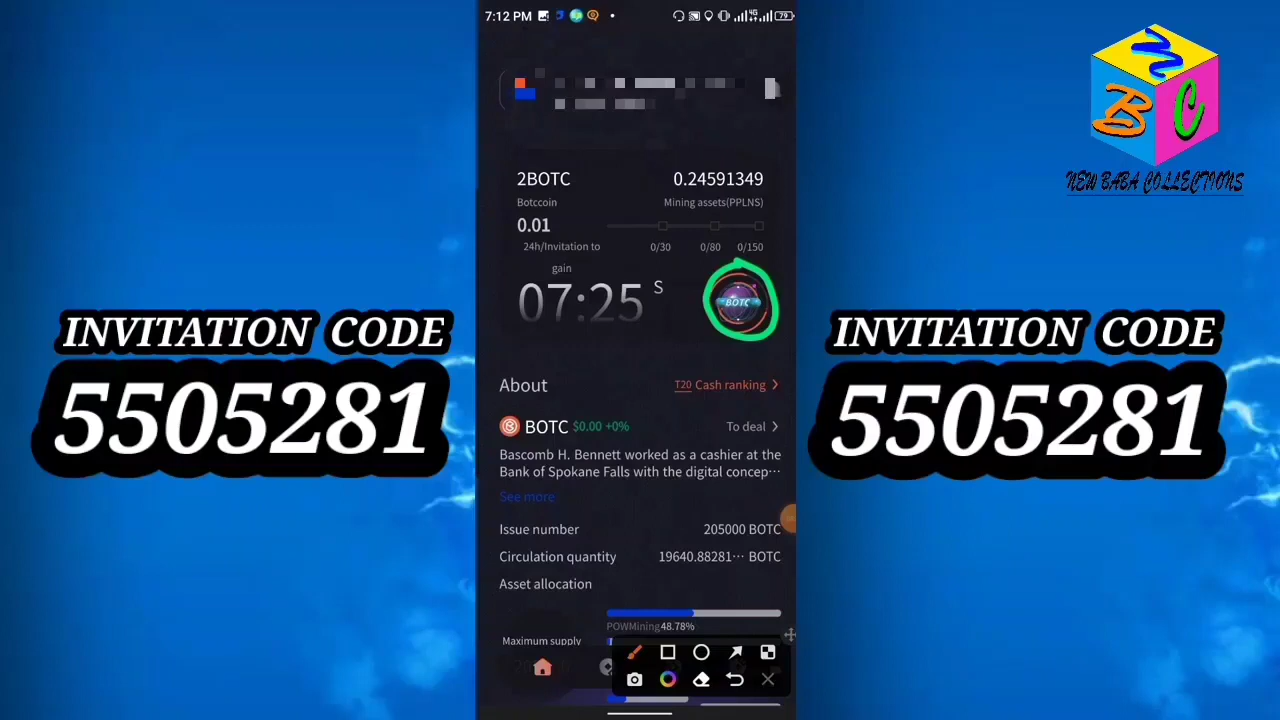 7:12 PM
4G
79
2BOTC
0.24591349
Botccoin
Mining assets(PPLNS)
0.01
24h/Invitation to
gain
0/30
0/80
0/150
07:25 S
BOTC
About
T20 Cash ranking >
BOTC $0.00 +0%
To deal >
Bascomb H. Bennett worked as a cashier at the
Bank of Spokane Falls with the digital concep···
See more
Issue number
205000 BOTC
Circulation quantity
19640.88281··· BOTC
Asset allocation
POWMining48.78%
Maximum supply
INVITATION CODE
5505281
INVITATION CODE
5505281
N
B
C
NEW BABA COLLECTIONS